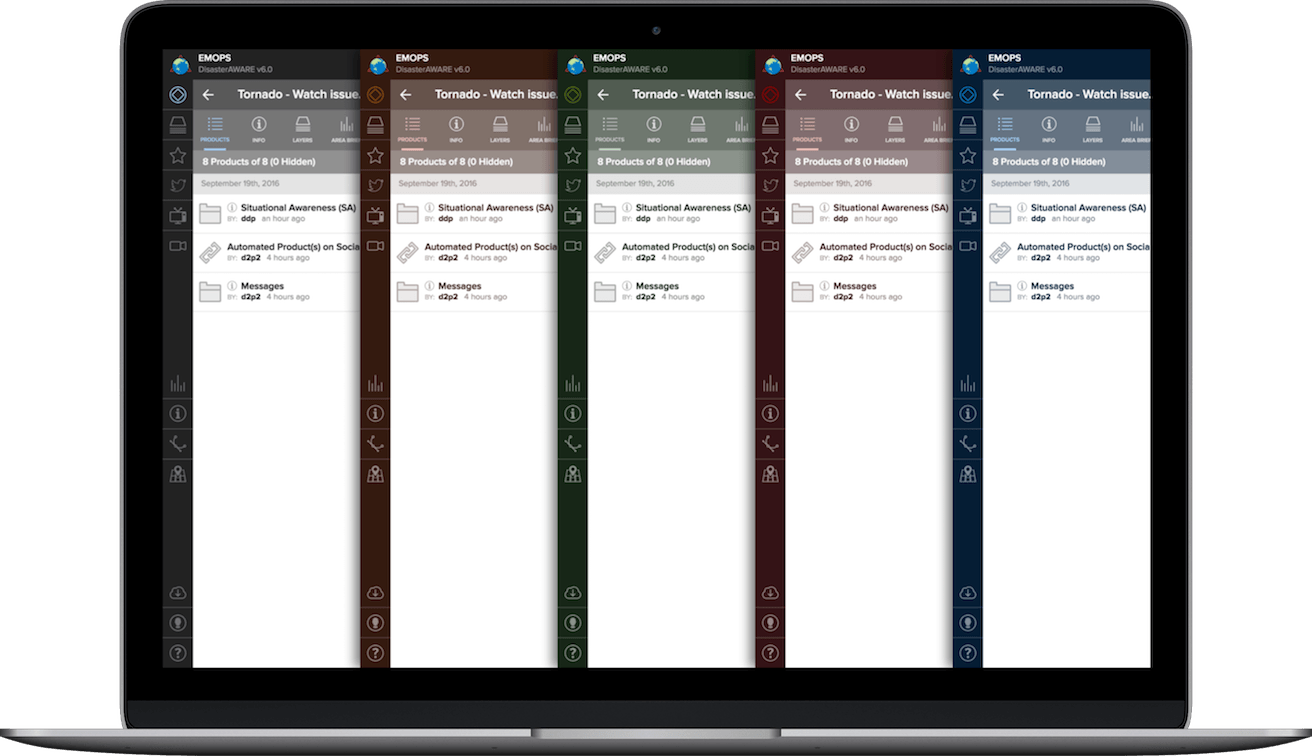 EMOPS
DisasterAWARE v6.0
Tornado - Watch issue.
PRODUCTS INFO LAYERS AREA BRIE
8 Products of 8 (0 Hidden)
September 19th, 2016
Situational Awareness (SA)
BY: ddp an hour ago
Automated Product(s) on Socia
BY: d2p2 4 hours ago
Messages
BY: d2p2 4 hours ago
EMOPS
DisasterAWARE v6.0
Tornado - Watch issue.
PRODUCTS INFO LAYERS AREA BRIE
8 Products of 8 (0 Hidden)
September 19th, 2016
Situational Awareness (SA)
BY: ddp an hour ago
Automated Product(s) on Socia
BY: d2p2 4 hours ago
Messages
BY: d2p2 4 hours ago
EMOPS
DisasterAWARE v6.0
Tornado - Watch issue.
PRODUCTS INFO LAYERS AREA BRIE
8 Products of 8 (0 Hidden)
September 19th, 2016
Situational Awareness (SA)
BY: ddp an hour ago
Automated Product(s) on Socia
BY: d2p2 4 hours ago
Messages
BY: d2p2 4 hours ago
EMOPS
DisasterAWARE v6.0
Tornado - Watch issue.
PRODUCTS INFO LAYERS AREA BRIE
8 Products of 8 (0 Hidden)
September 19th, 2016
Situational Awareness (SA)
BY: ddp an hour ago
Automated Product(s) on Socia
BY: d2p2 4 hours ago
Messages
BY: d2p2 4 hours ago
EMOPS
DisasterAWARE v6.0
Tornado - Watch issue.
PRODUCTS INFO LAYERS AREA BRIE
8 Products of 8 (0 Hidden)
September 19th, 2016
Situational Awareness (SA)
BY: ddp an hour ago
Automated Product(s) on Socia
BY: d2p2 4 hours ago
Messages
BY: d2p2 4 hours ago